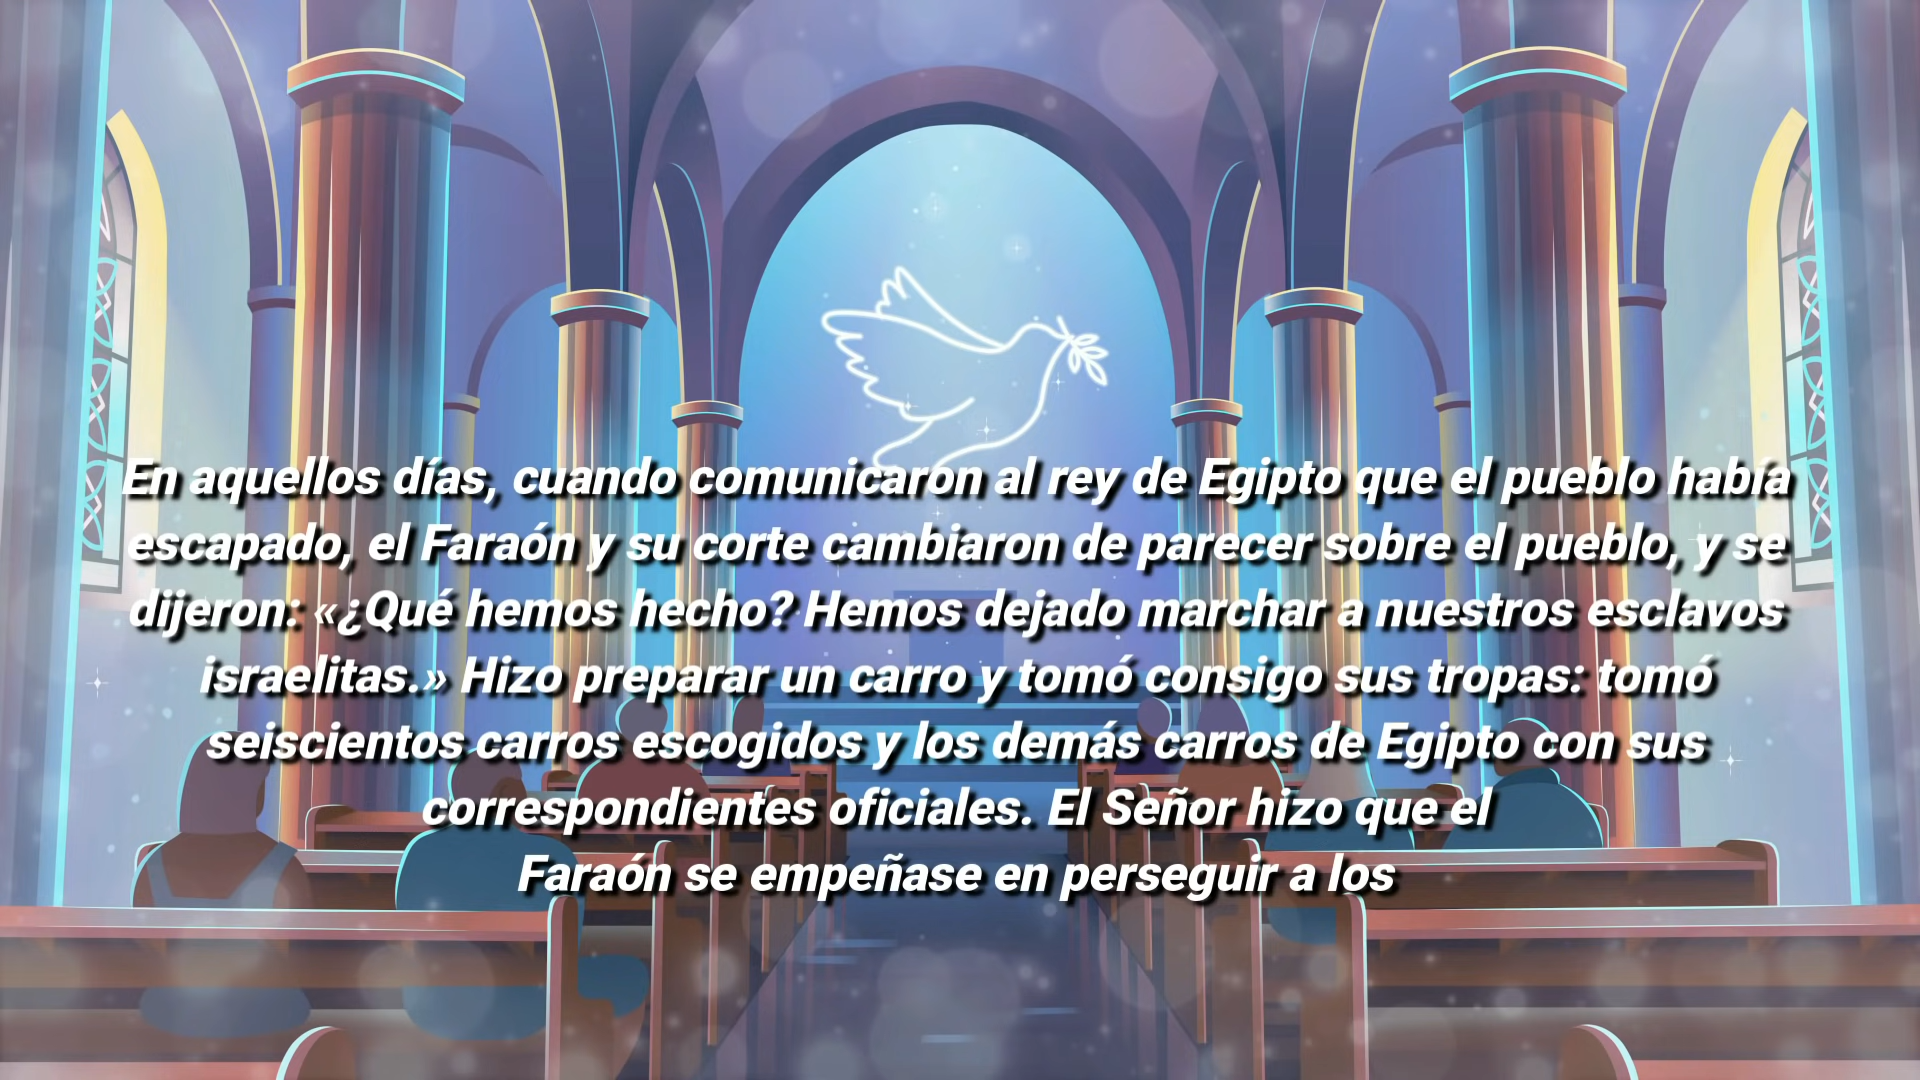 En aquellos días, cuando comunicaron al rey de Egipto que el pueblo había
escapado, el Faraón y su corte cambiaron de parecer sobre el pueblo, y se
dijeron: «¿Qué hemos hecho? Hemos dejado marchar a nuestros esclavos
israelitas.» Hizo preparar un carro y tomó consigo sus tropas: tomó
seiscientos carros escogidos y los demás carros de Egipto con sus
correspondientes oficiales. El Señor hizo que el
Faraón se empeñase en perseguir a los